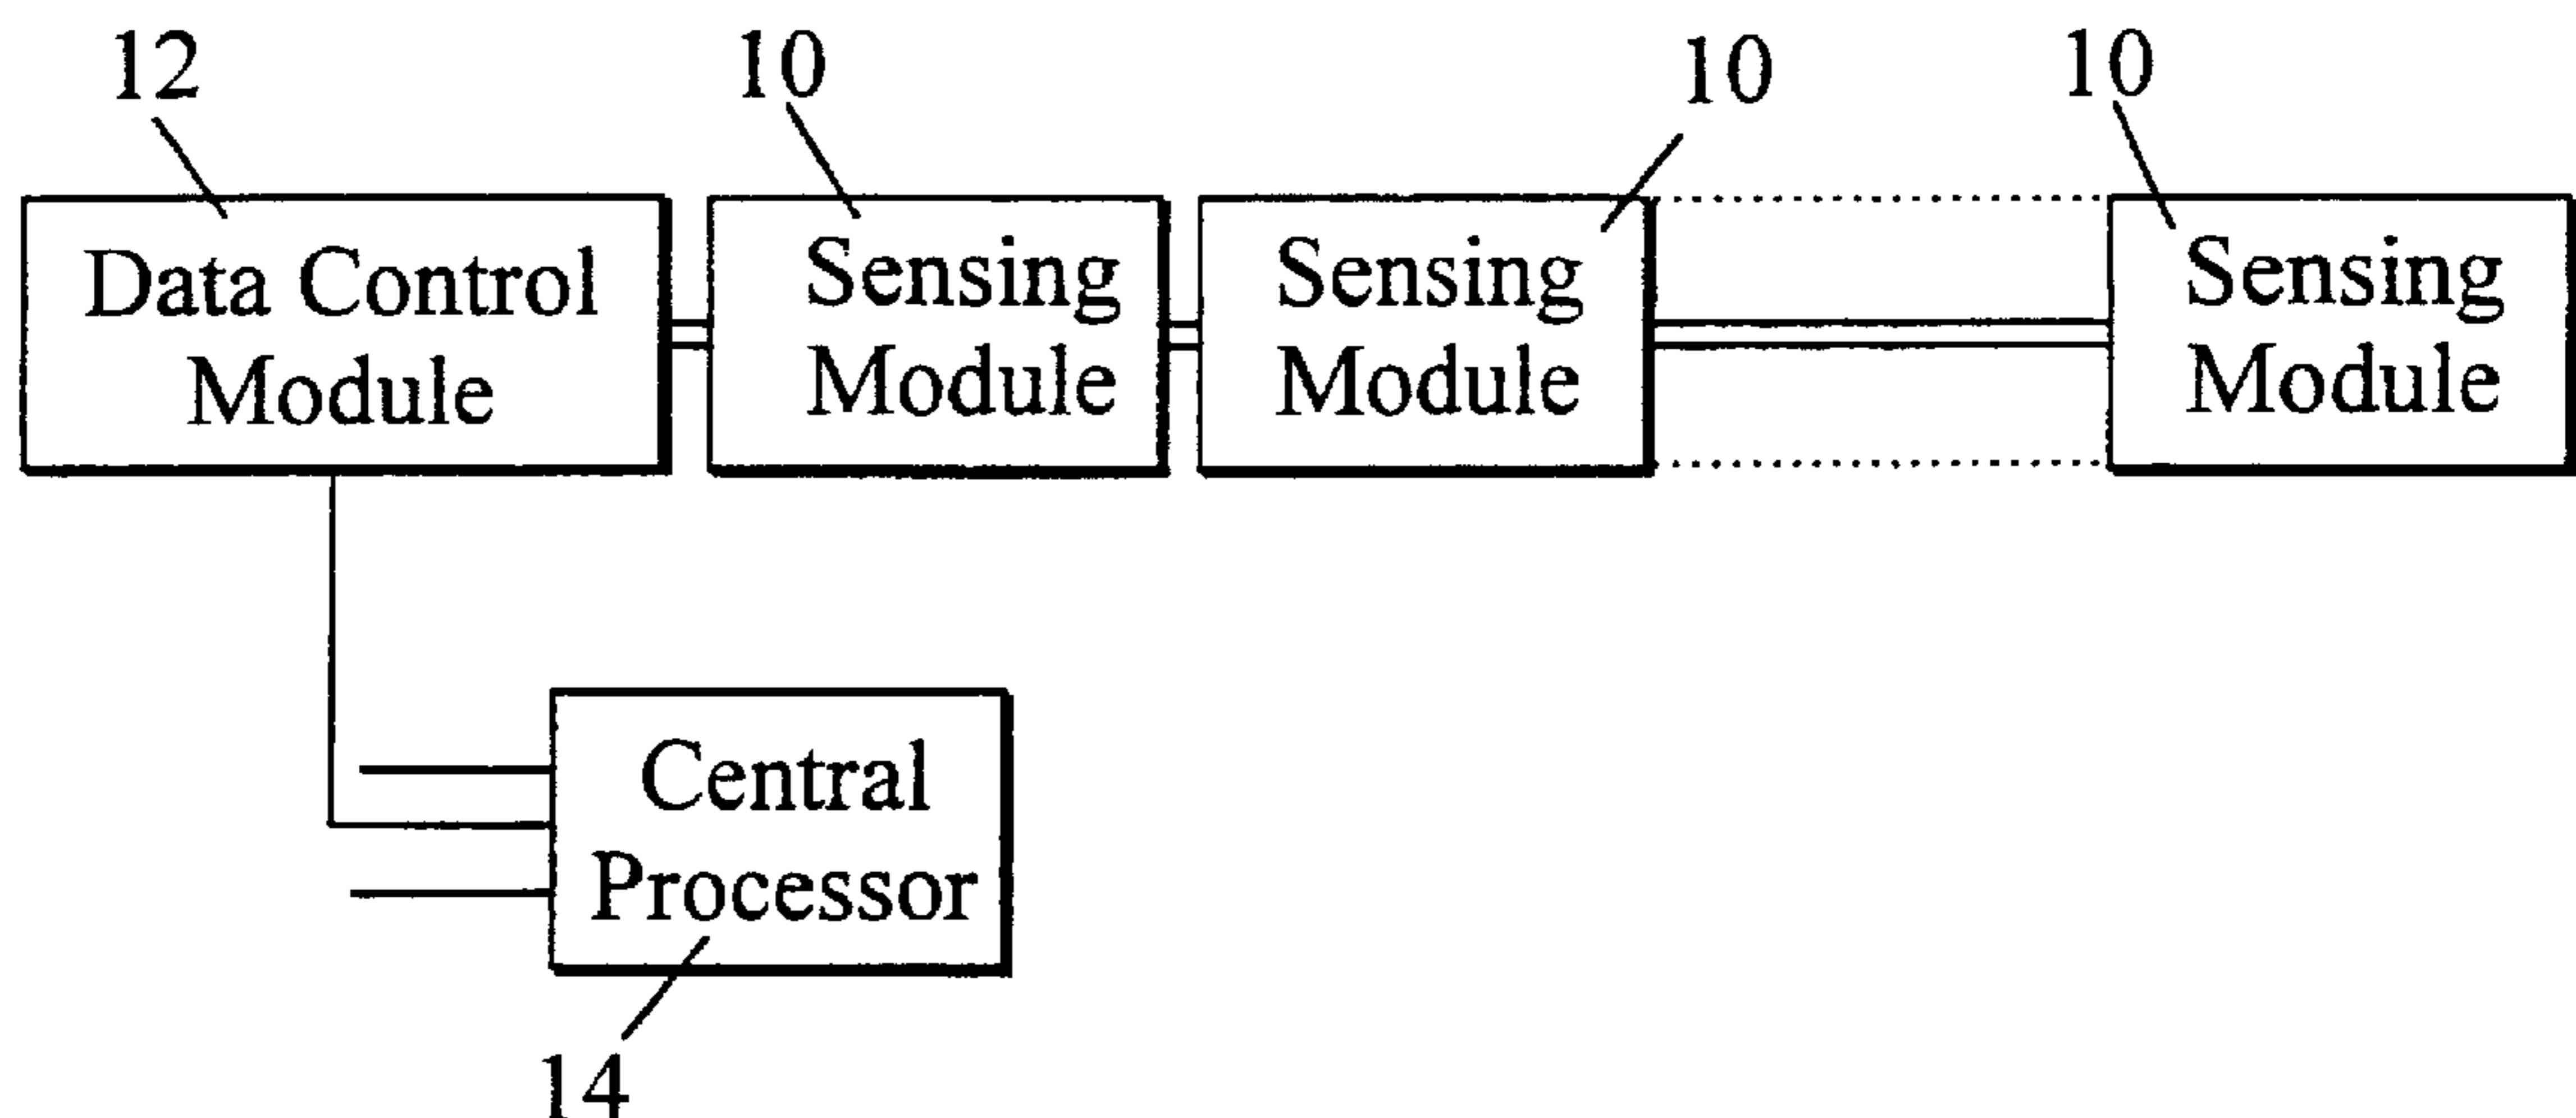 12
10
10
10
Data Control
Module
Sensing
Module
Sensing
Module
Sensing
Module
Central
Processor
14